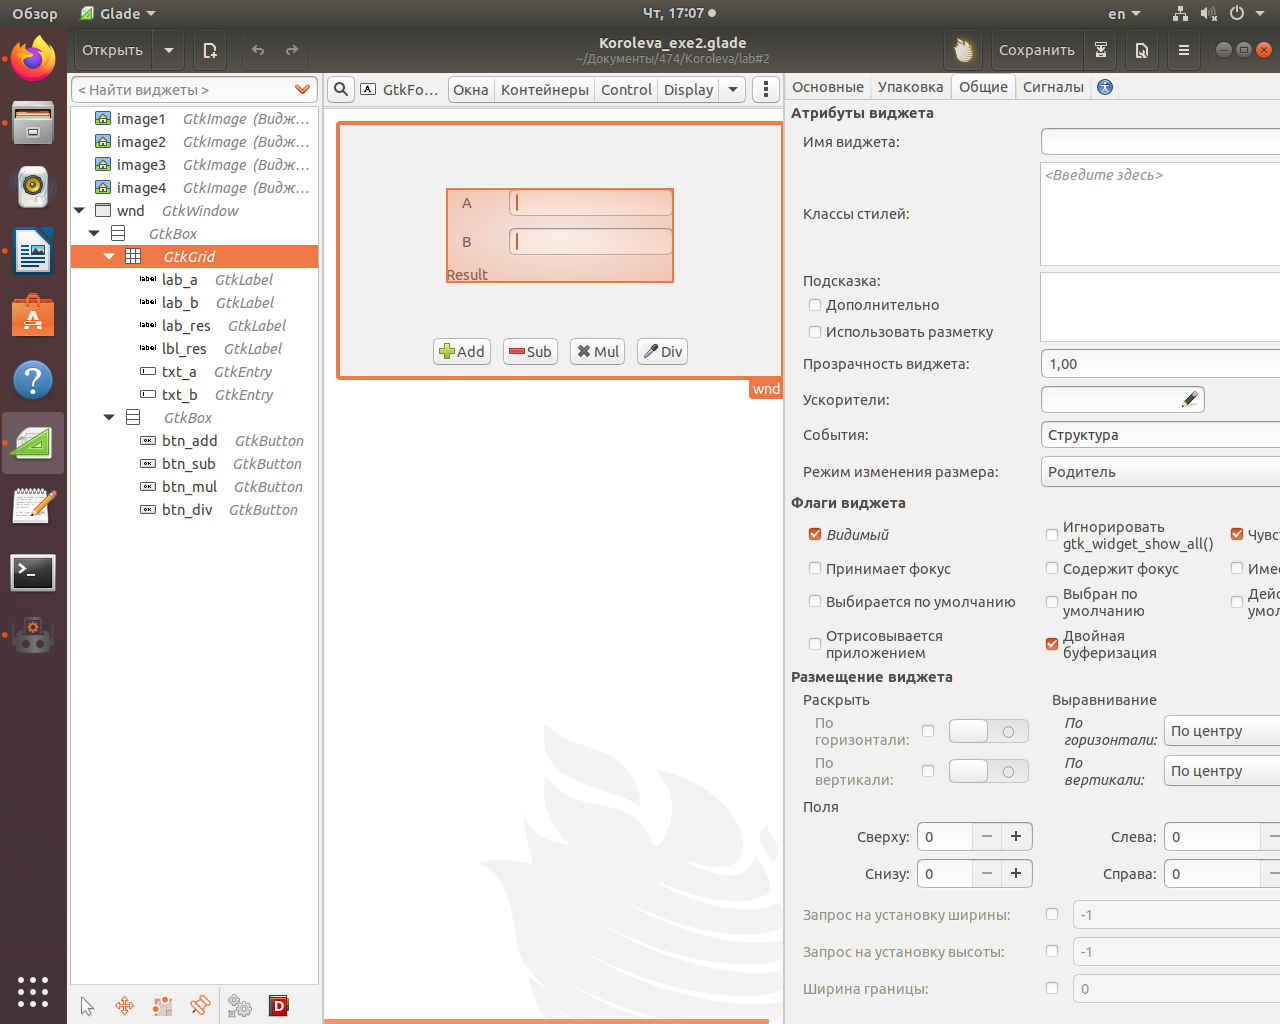 Обзор
Glade
Чт, 17:07
en
Открыть
Koroleva_exe2.glade
~/Документы/474/Koroleva/lab#2
Сохранить
< Найти виджеты >
GtkFo...
Окна
Контейнеры
Control
Display
Основные
Упаковка
Общие
Сигналы
image1 GtkImage (Видж...
image2 GtkImage (Видж...
image3 GtkImage (Видж...
image4 GtkImage (Видж...
wnd GtkWindow
GtkBox
GtkGrid
lab_a GtkLabel
lab_b GtkLabel
lab_res GtkLabel
lbl_res GtkLabel
txt_a GtkEntry
txt_b GtkEntry
GtkBox
btn_add GtkButton
btn_sub GtkButton
btn_mul GtkButton
btn_div GtkButton
A
B
Result
Add
Sub
Mul
Div
wnd
Атрибуты виджета
Имя виджета:
<Введите здесь>
Классы стилей:
Подсказка:
Дополнительно
Использовать разметку
Прозрачность виджета:
1,00
Ускорители:
События:
Структура
Режим изменения размера:
Родитель
Флаги виджета
Видимый
Игнорировать
gtk_widget_show_all()
Принимает фокус
Содержит фокус
Выбирается по умолчанию
Выбран по
умолчанию
Отрисовывается
приложением
Двойная
буферизация
Размещение виджета
Раскрыть
Выравнивание
По
горизонтали:
По
горизонтали:
По центру
По
вертикали:
По
вертикали:
По центру
Поля
Сверху:
0
Слева:
0
Снизу:
0
Справа:
0
Запрос на установку ширины:
-1
Запрос на установку высоты:
-1
Ширина границы:
0